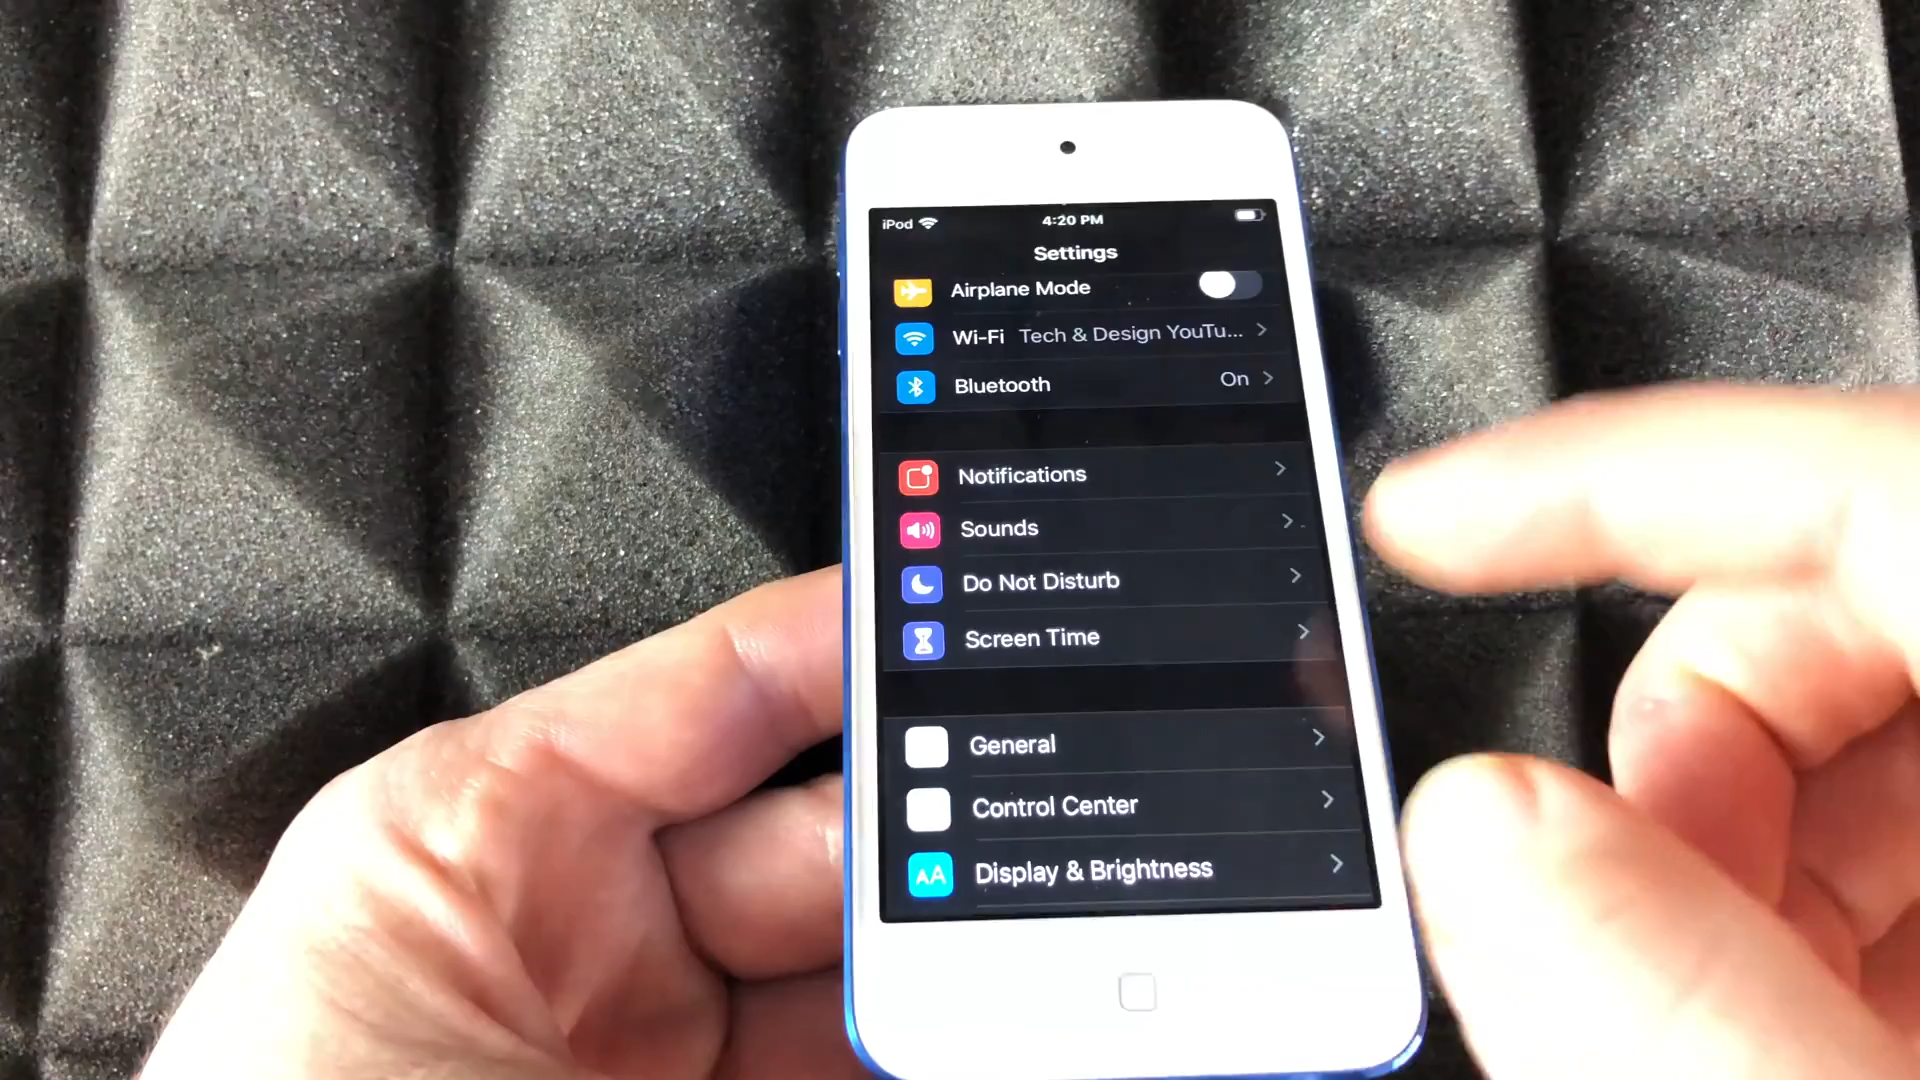 iPod 4:20 PM
Settings
Airplane Mode
Wi-Fi Tech & Design YouTu...
Bluetooth On
Notifications
Sounds
Do Not Disturb
Screen Time
General
Control Center
AA Display & Brightness